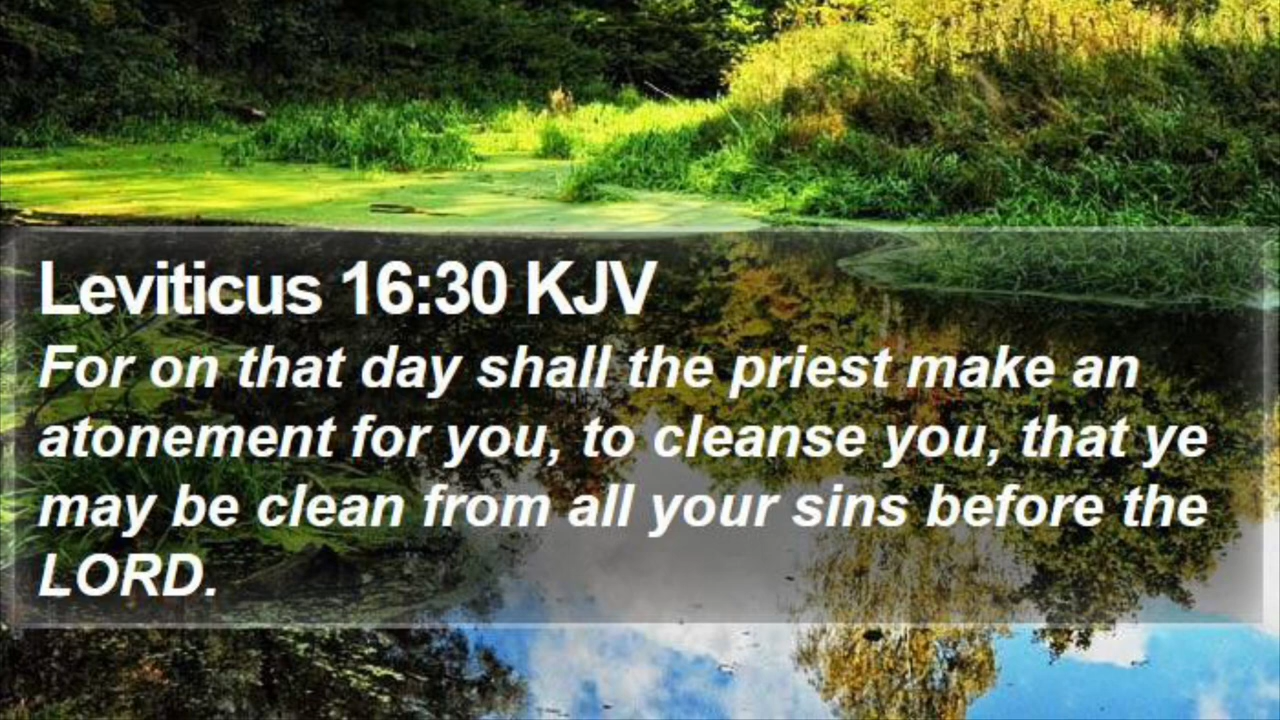 Leviticus 16:30 KJV
For on that day shall the priest make an
atonement for you, to cleanse you, that ye
may be clean from all your sins before the
LORD.